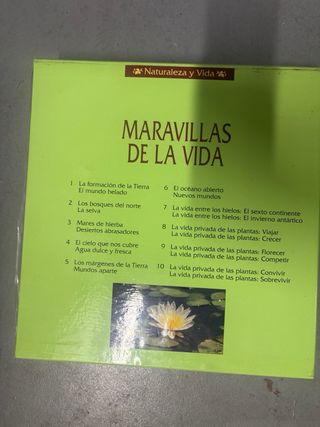 Naturaleza y Vida
MARAVILLAS
DE LA VIDA
1 La formación de la Tierra
El mundo helado
2 Los bosques del norte
La selva
3 Mares de hierba
Desiertos abrasadores
4 El cielo que nos cubre
Agua dulce y fresca
5 Los márgenes de la Tierra
Mundos aparte
6 El océano abierto
Nuevos mundos
7 La vida entre los hielos: El sexto continente
La vida entre los hielos: El invierno antártico
8 La vida privada de las plantas: Viajar
La vida privada de las plantas: Crecer
9 La vida privada de las plantas: Florecer
La vida privada de las plantas: Competir
10 La vida privada de las plantas: Convivir
La vida privada de las plantas: Sobrevivir